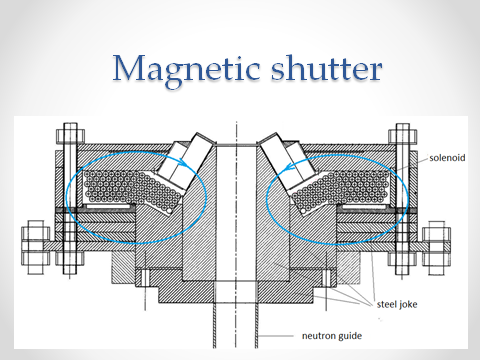 Magnetic shutter
solenoid
steel joke
neutron guide